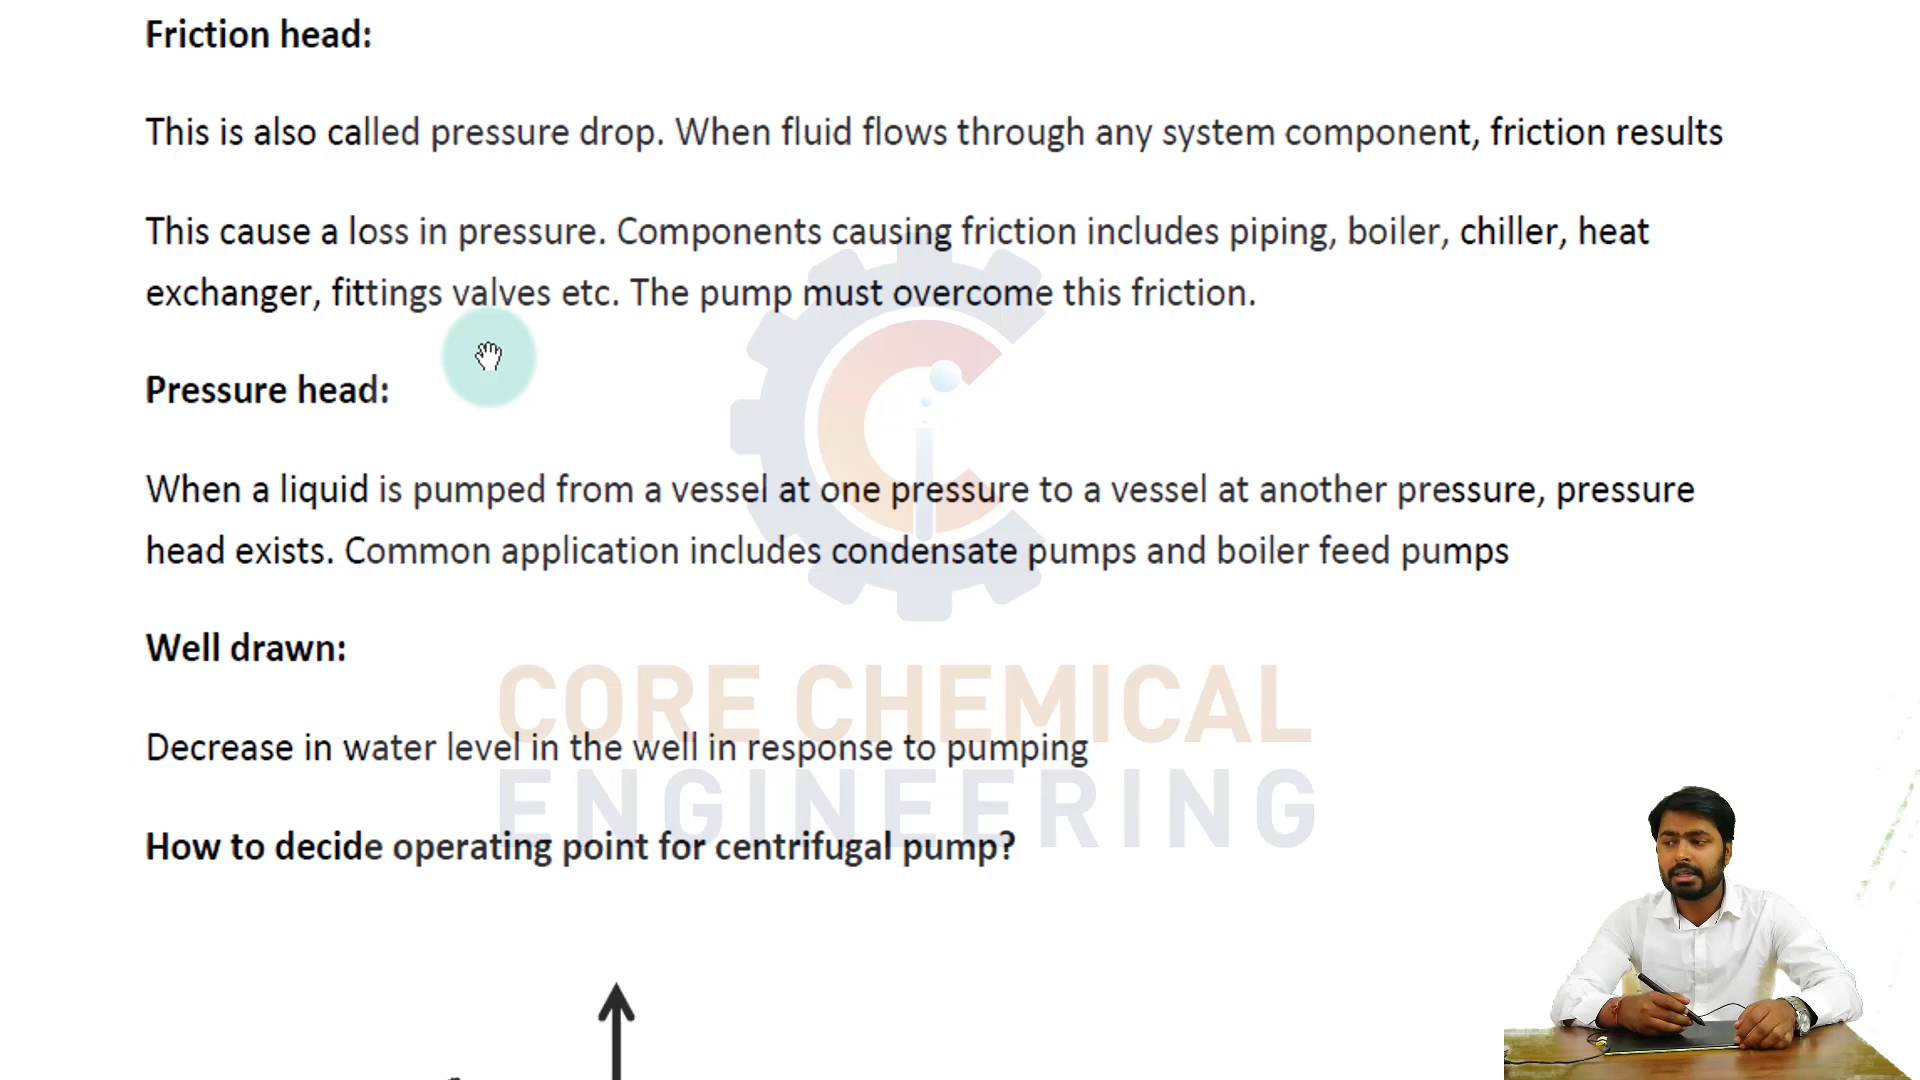 Friction head:
This is also called pressure drop. When fluid flows through any system component, friction results
This cause a loss in pressure. Components causing friction includes piping, boiler, chiller, heat
exchanger, fittings valves etc. The pump must overcome this friction.
Pressure head:
When a liquid is pumped from a vessel at one pressure to a vessel at another pressure, pressure
head exists. Common application includes condensate pumps and boiler feed pumps
Well drawn:
CORE CHEMICAL
Decrease in water level in the well in response to pumping
ENGINEERING
How to decide operating point for centrifugal pump?